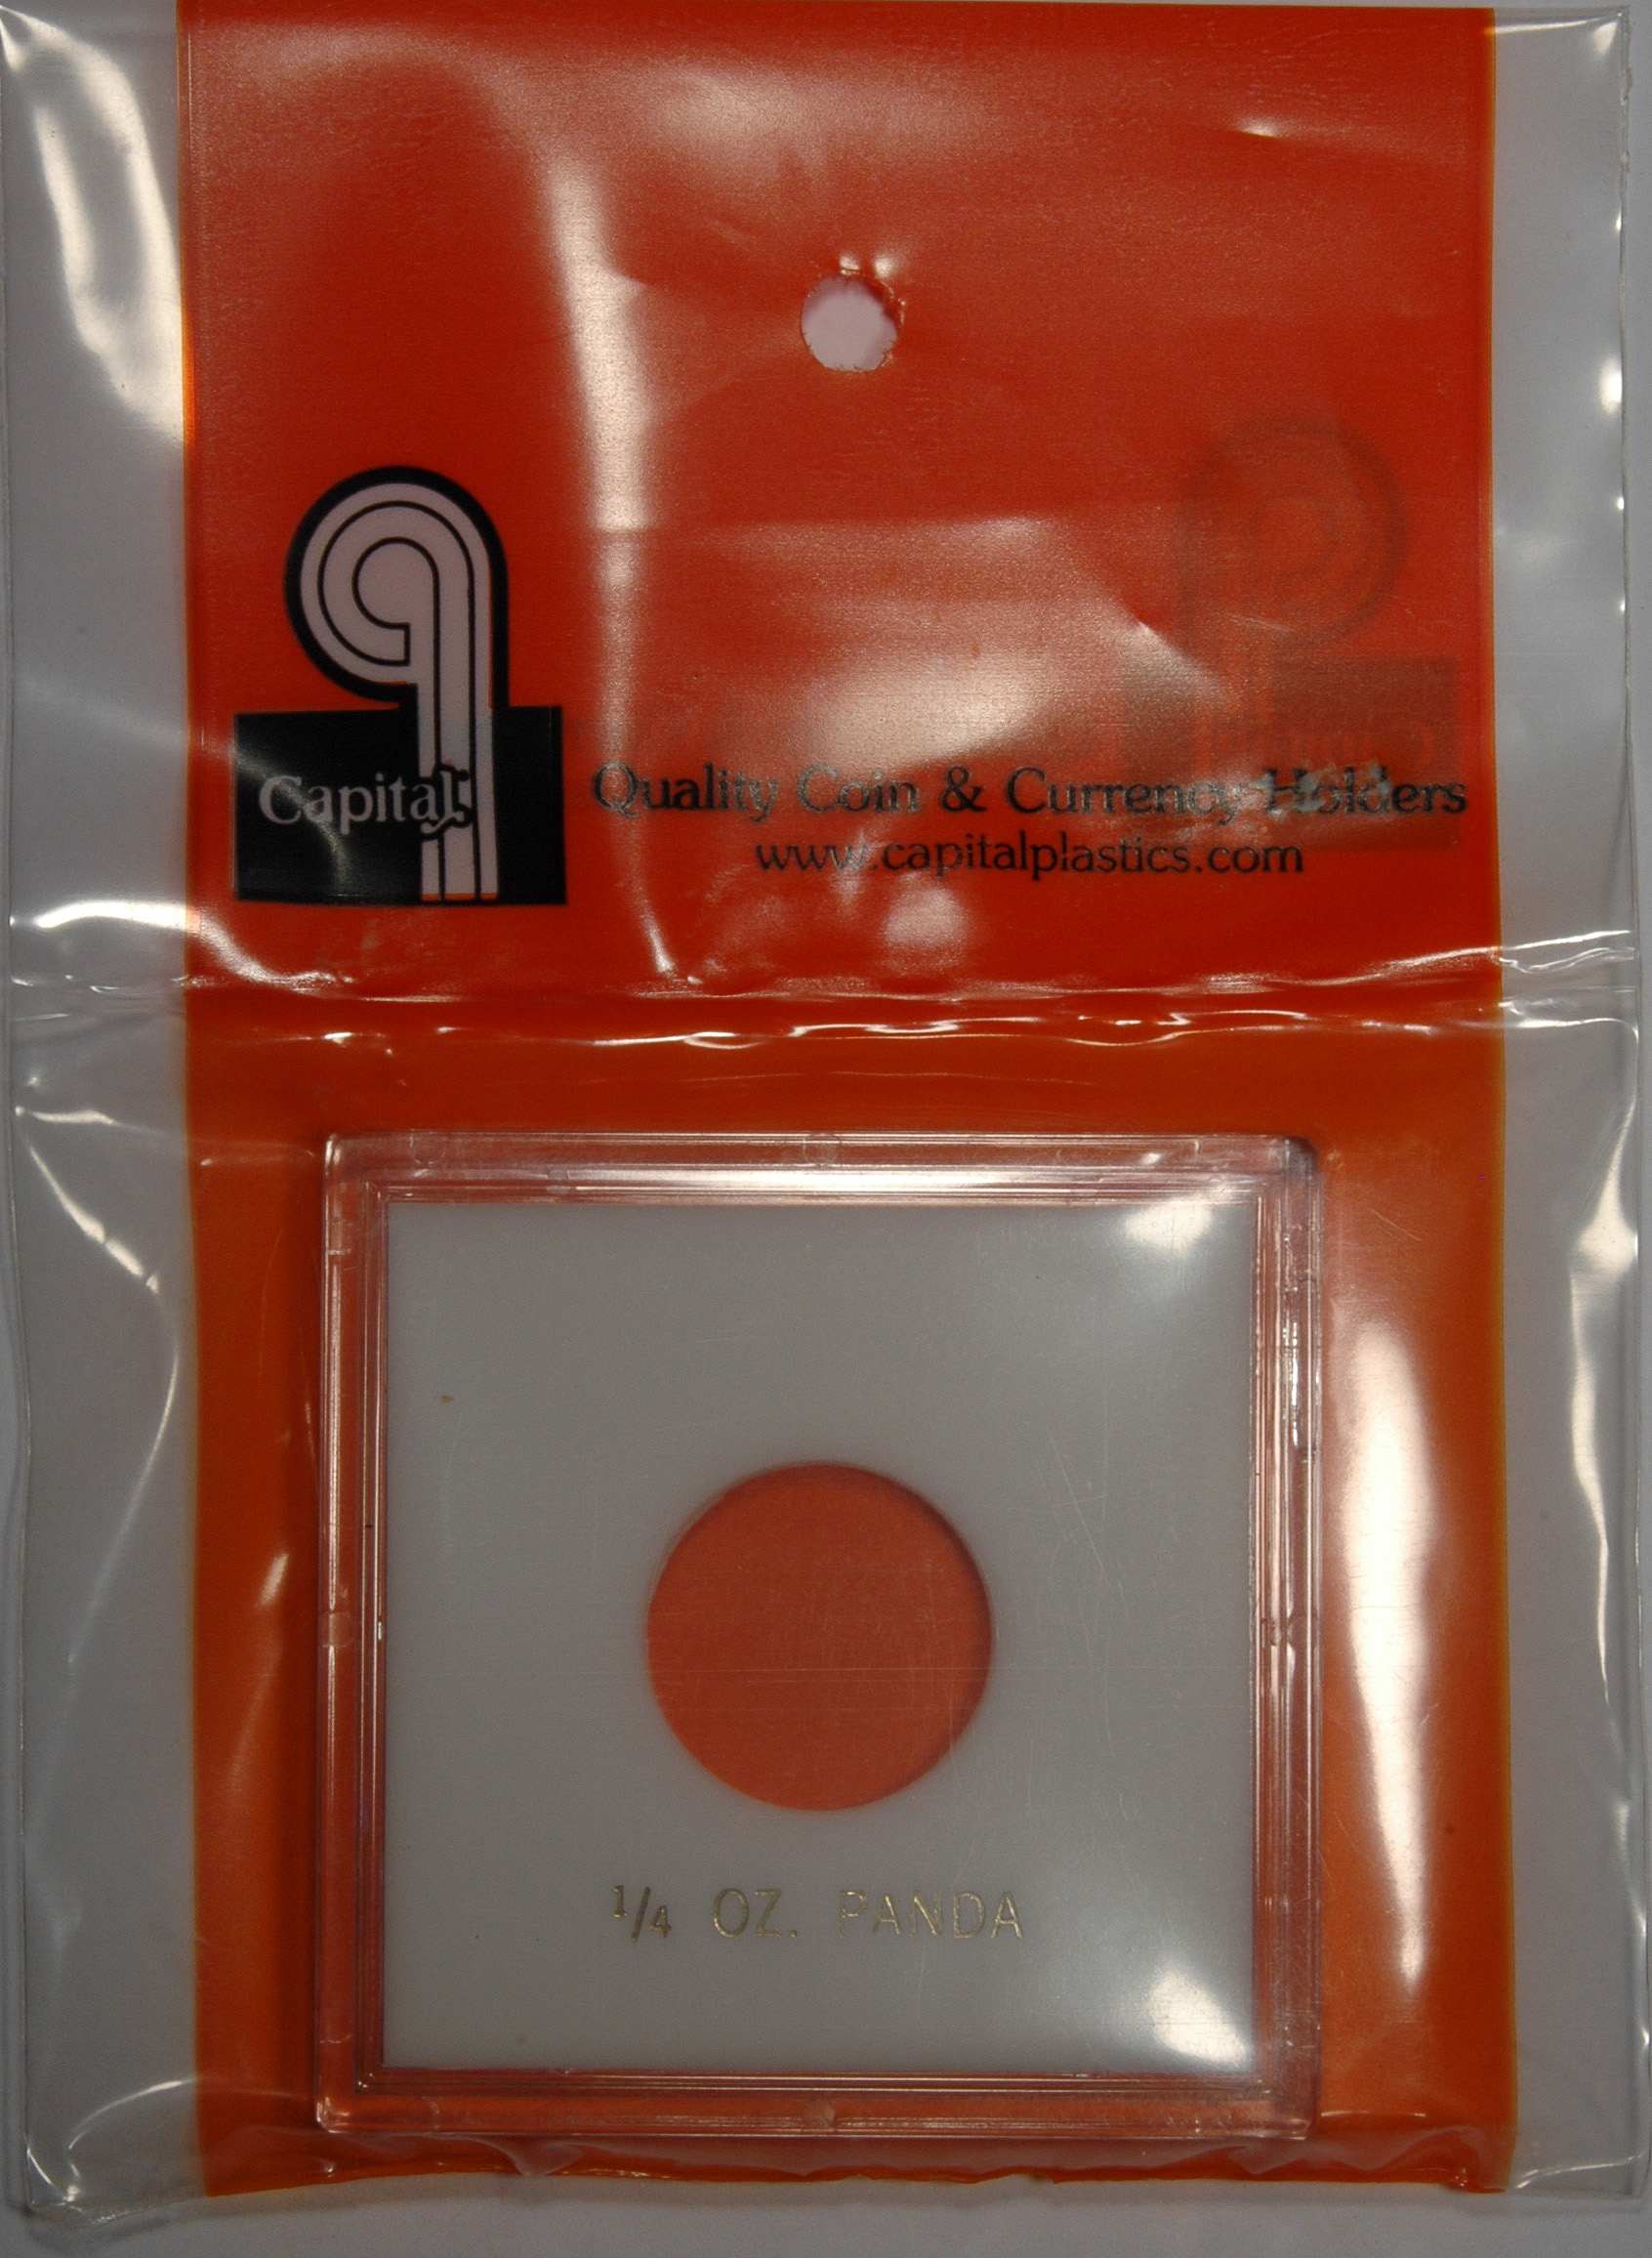 Capital
Quality Coin & Currency Holders
www.capitalplastics.com
1/4 OZ. PANDA